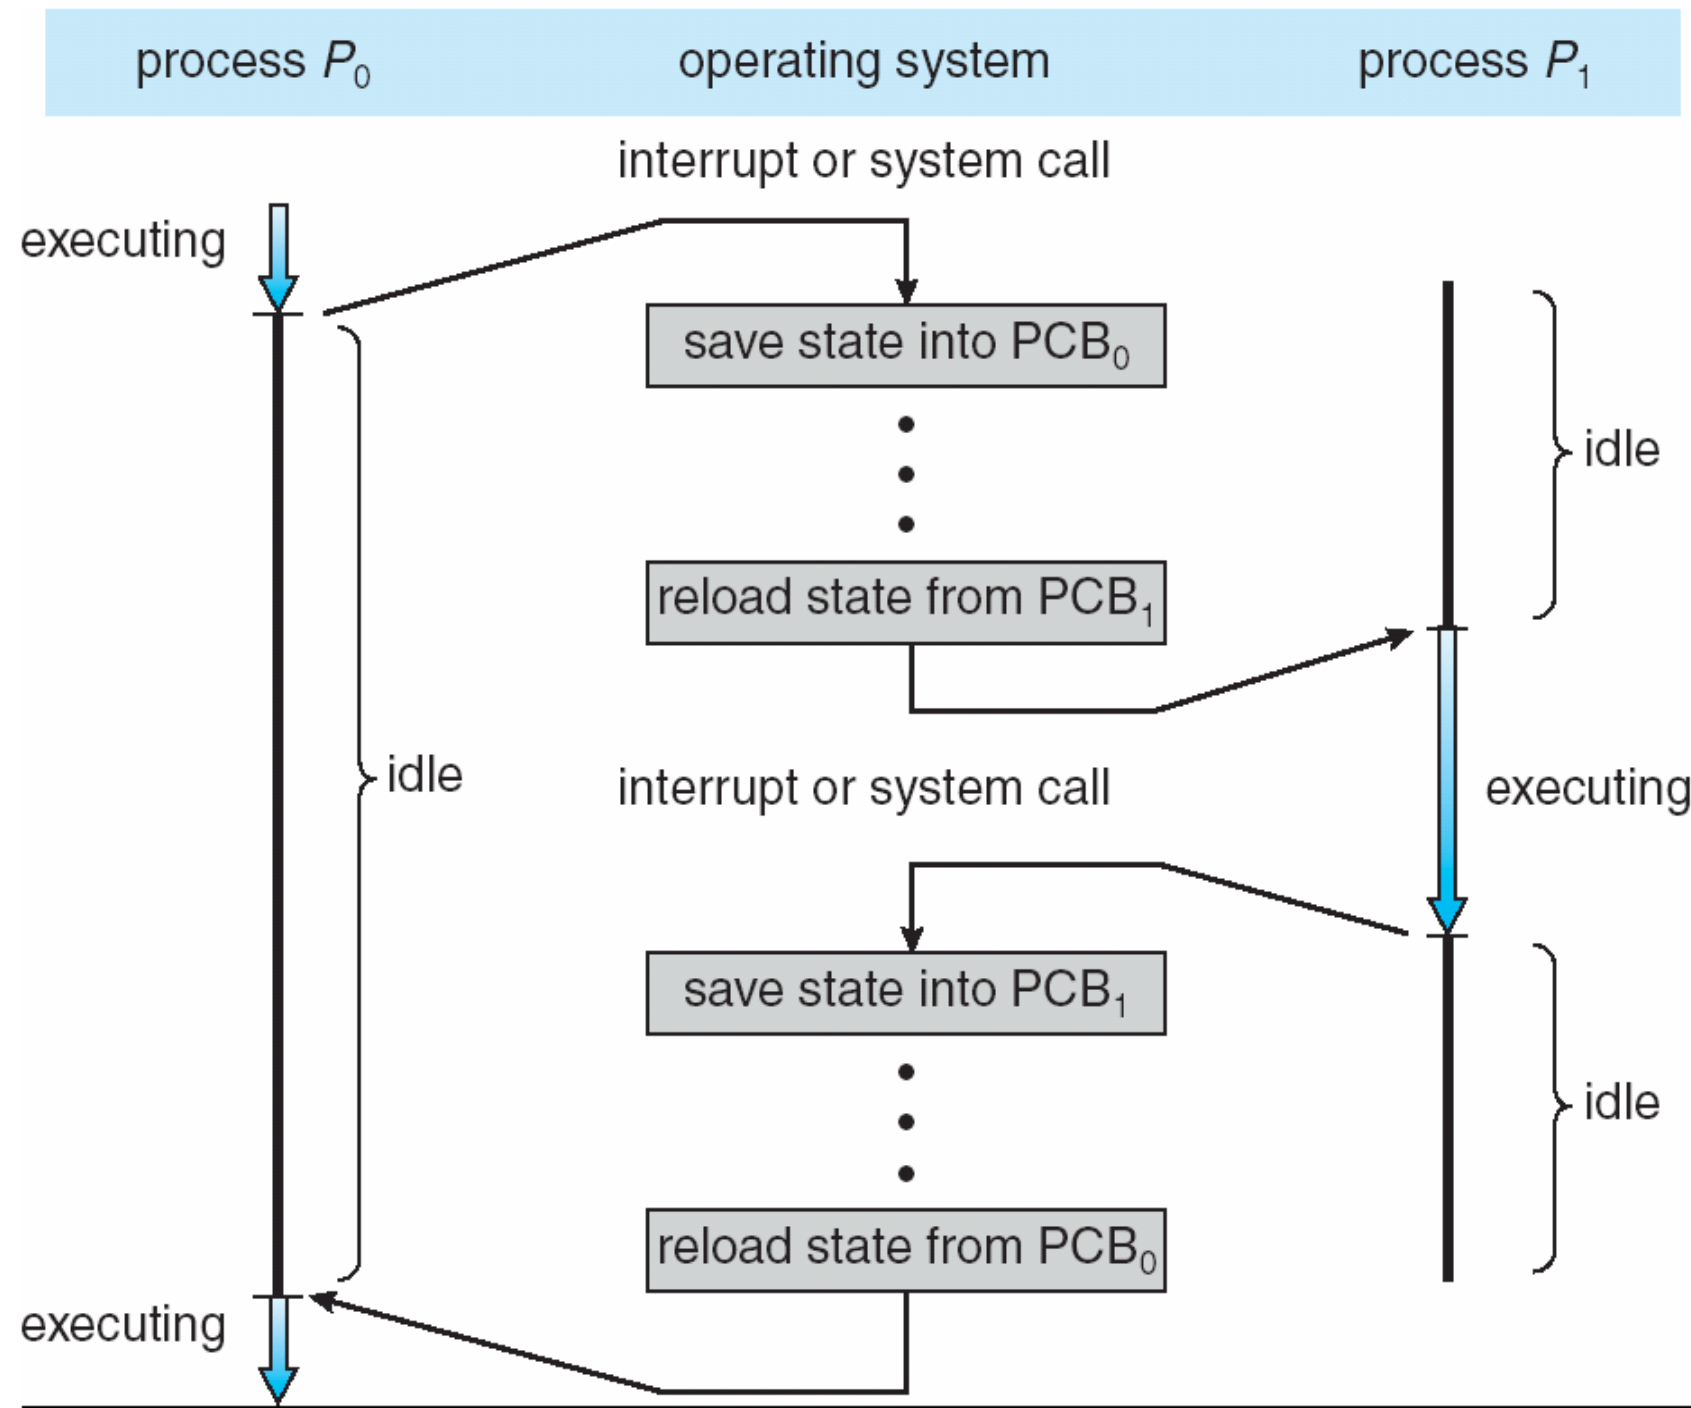 process P₀ operating system process P₁
interrupt or system call
executing
save state into PCB₀
idle
reload state from PCB₁
idle
interrupt or system call
executing
save state into PCB₁
idle
reload state from PCB₀
executing